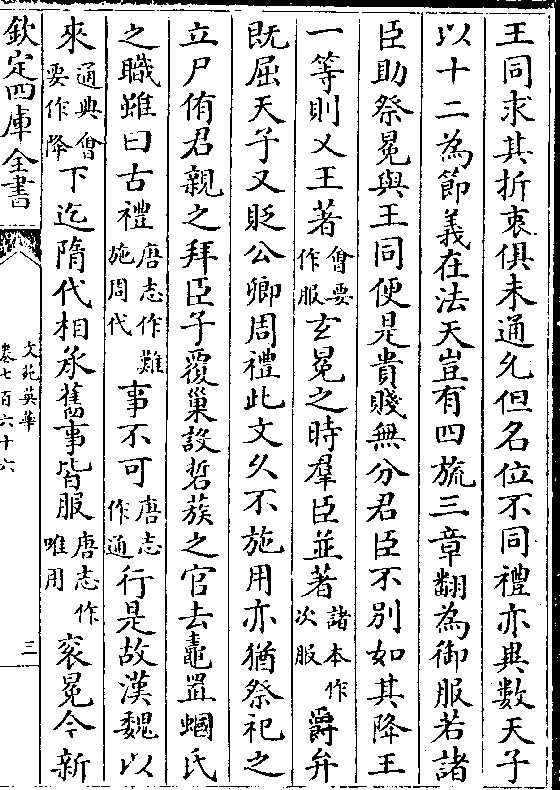 王同求其折衷俱未通允但名位不同禮亦異數天子
以十二為節義在法天豈有四旒三章翻為御服若諸
臣助祭冕與王同便是貴賤無分君臣不別如其降王
一等則又王著會要作服玄冕之時羣臣並著諸本作次服爵弁
既屈天子又貶公卿周禮此文久不施用亦猶祭祀之
立尸侑君親之拜臣子覆巢設硩蔟之官去鼃置蟈氏
之職雖曰古禮唐志作難施周代事不可唐志作通行是故漢魏以
來通典會要作降下迄隋代相承舊事皆服唐志作唯用衮冕今新
欽定四庫全書
文苑英華
卷七百六十六
三